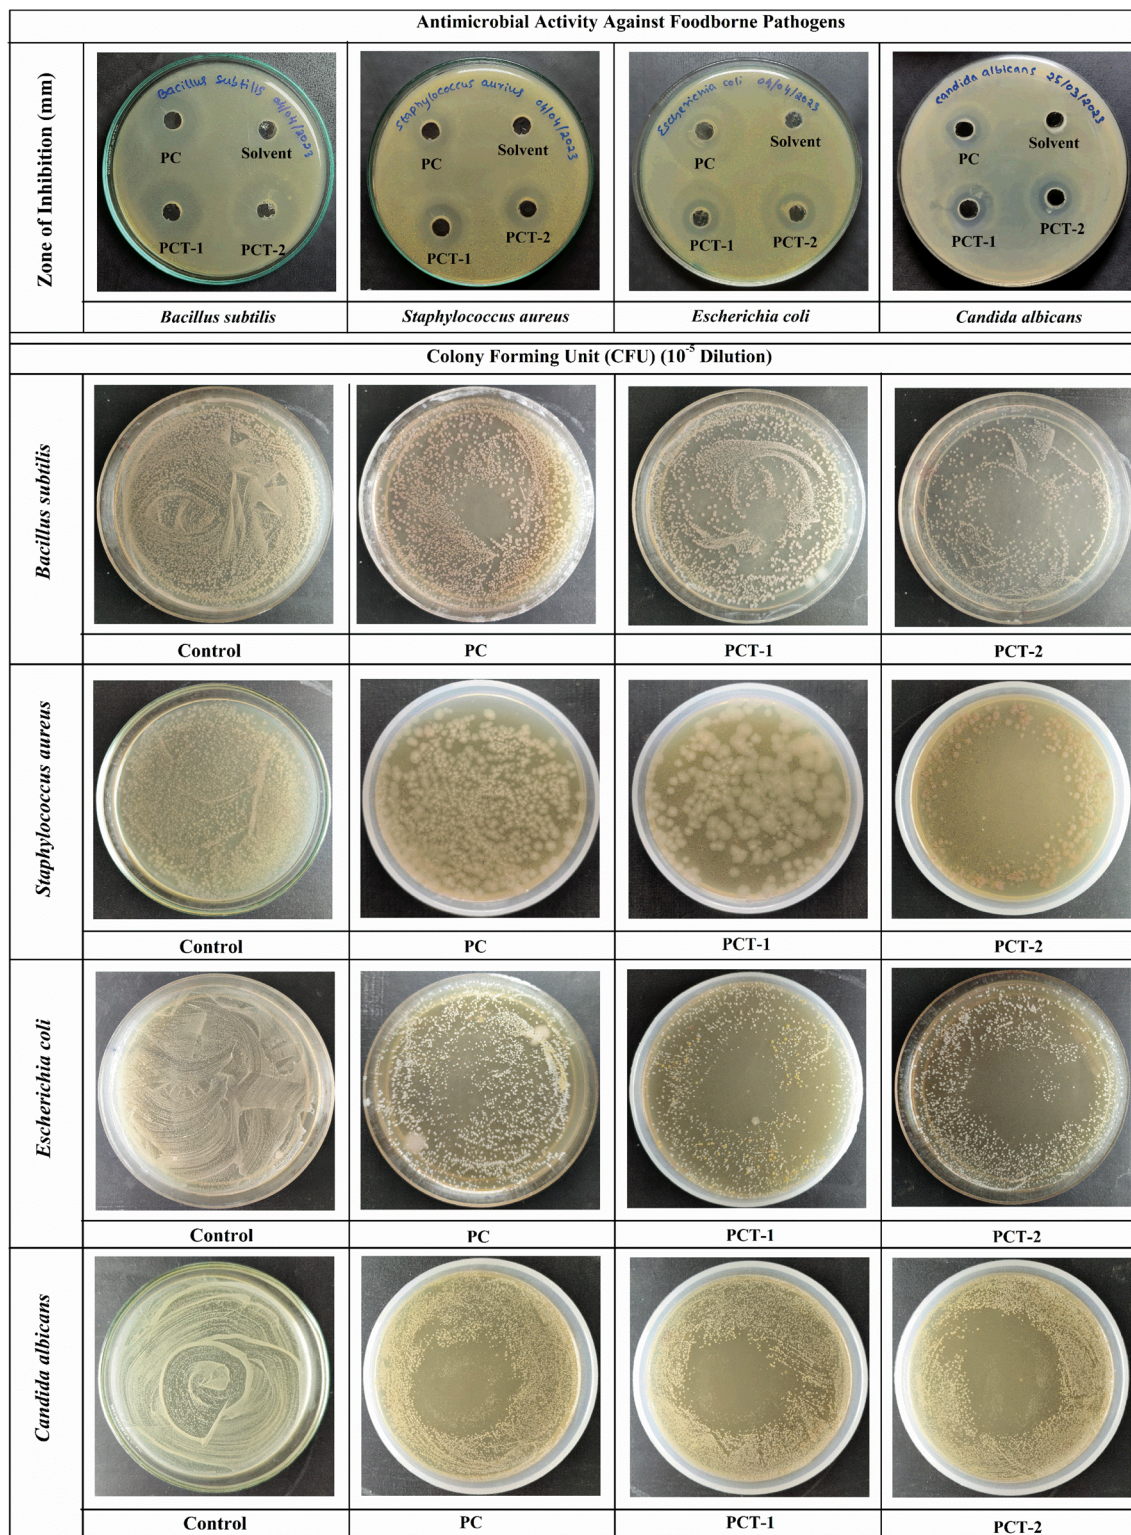 Antimicrobial Activity Against Foodborne Pathogens
Zone of Inhibition (mm)
Bacillus subtills
04/04/2023
PC
Solvent
PCT-1
PCT-2
Staphylococcus aurius
04/04/2023
PC
Solvent
PCT-1
PCT-2
Escherichia coli
04/04/2023
PC
Solvent
PCT-1
PCT-2
candida albicans
25/03/2023
PC
Solvent
PCT-1
PCT-2
Bacillus subtilis
Staphylococcus aureus
Escherichia coli
Candida albicans
Colony Forming Unit (CFU) (10⁻⁵ Dilution)
Bacillus subtilis
Control
PC
PCT-1
PCT-2
Staphylococcus aureus
Control
PC
PCT-1
PCT-2
Escherichia coli
Control
PC
PCT-1
PCT-2
Candida albicans
Control
PC
PCT-1
PCT-2